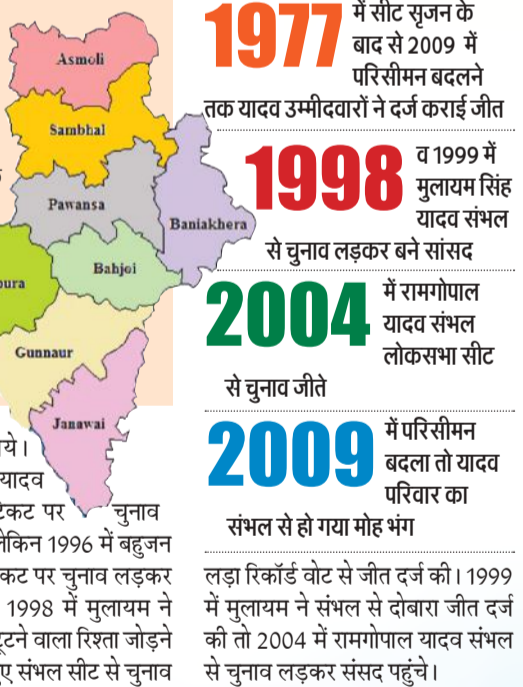 Asmoli
Sambhal
Pawansa
Baniakhera
Bahjoi
Gunnaur
Janawai
1977 में सीट सृजन के
बाद से 2009 में
परिसीमन बदलने
तक यादव उम्मीदवारों ने दर्ज कराई जीत
1998 व 1999 में
मुलायम सिंह
यादव संभल
से चुनाव लड़कर बने सांसद
2004 में रामगोपाल
यादव संभल
लोकसभा सीट
से चुनाव जीते
2009 में परिसीमन
बदला तो यादव
परिवार का
संभल से हो गया मोह भंग
यादव
पर चुनाव
1996 में बहुजन
पर चुनाव लड़कर
1998 में मुलायम ने
वाला रिश्ता जोड़ने
संभल सीट से चुनाव
लड़ा रिकॉर्ड वोट से जीत दर्ज की। 1999
में मुलायम ने संभल से दोबारा जीत दर्ज
की तो 2004 में रामगोपाल यादव संभल
से चुनाव लड़कर संसद पहुंचे।